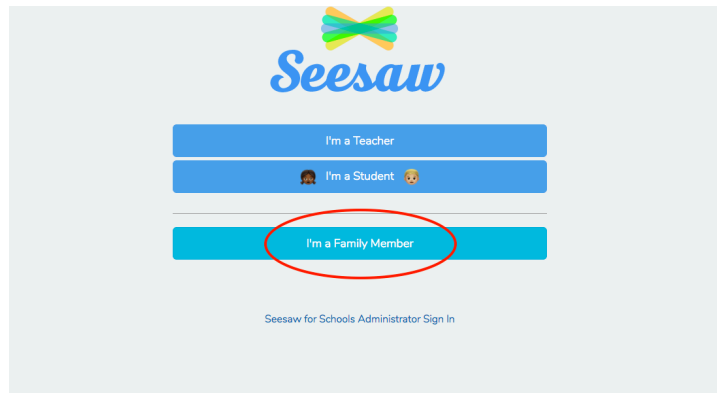 Seesaw
I'm a Teacher
I'm a Student
I'm a Family Member
Seesaw for Schools Administrator Sign In